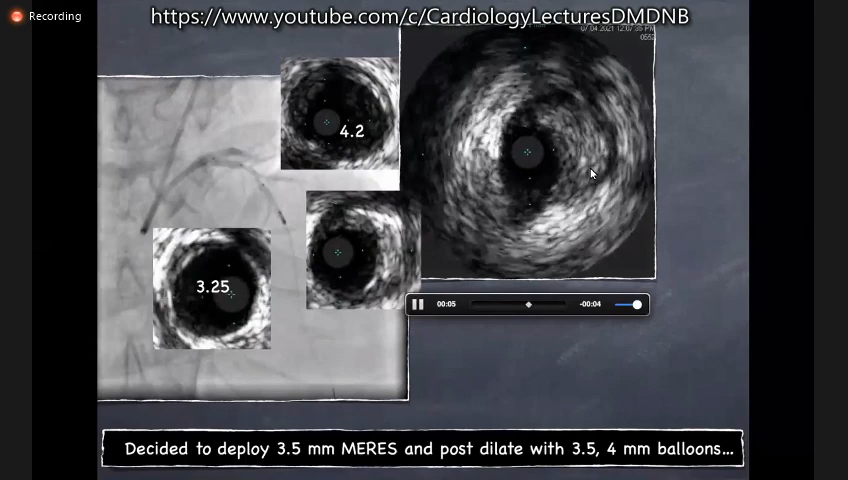 Recording
https://www.youtube.com/c/CardiologyLecturesDMDNB
4.2
3.25
00:05
-00:04
Decided to deploy 3.5 mm MERES and post dilate with 3.5, 4 mm balloons...